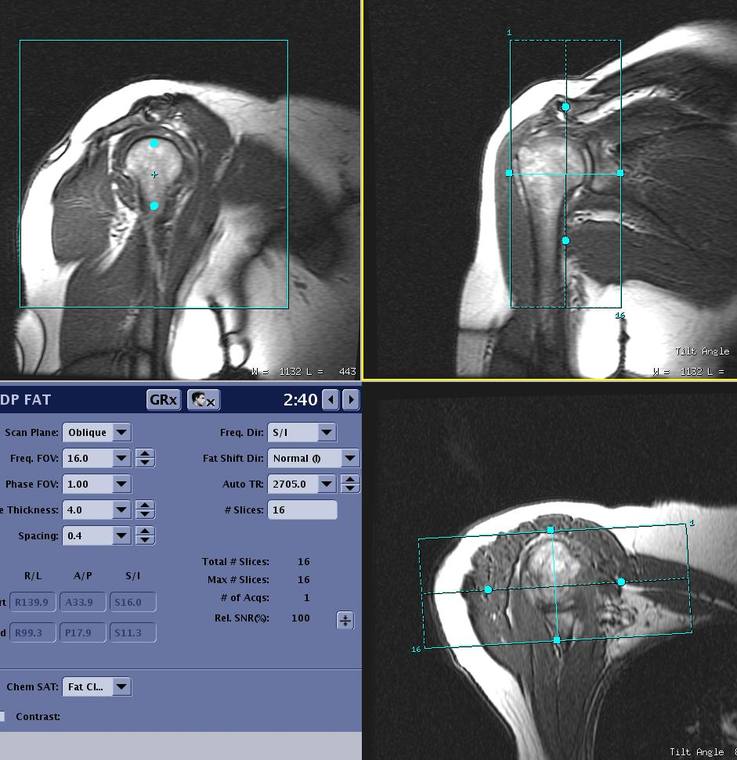 1
16
W = 1132 L = 443
Tilt Angle
W = 1132 L =
DP FAT
GRx
2:40
Scan Plane: Oblique
Freq. Dir: S/I
Freq. FOV: 16.0
Fat Shift Dir: Normal (I)
Phase FOV: 1.00
Auto TR: 2705.0
e Thickness: 4.0
# Slices: 16
Spacing: 0.4
Total # Slices: 16
R/L A/P S/I
Max # Slices: 16
# of Acqs: 1
rt R139.9 A33.9 S16.0
Rel. SNR(%): 100
d R99.3 P17.9 S11.3
Chem SAT: Fat Cl...
Contrast:
1
16
Tilt Angle